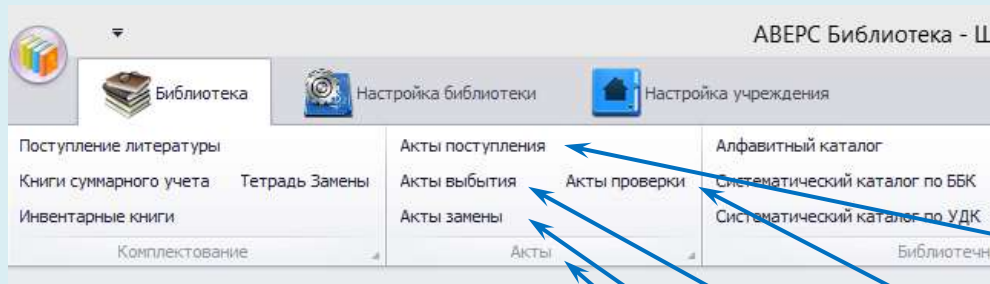 АВЕРС Библиотека - Ш
Библиотека Настройка библиотеки Настройка учреждения
Поступление литературы Акты поступления Алфавитный каталог
Книги суммарного учета Тетрадь Замены Акты выбытия Акты проверки Систематический каталог по ББК
Инвентарные книги Акты замены Систематический каталог по УДК
Комплектование Акты Библиотечн